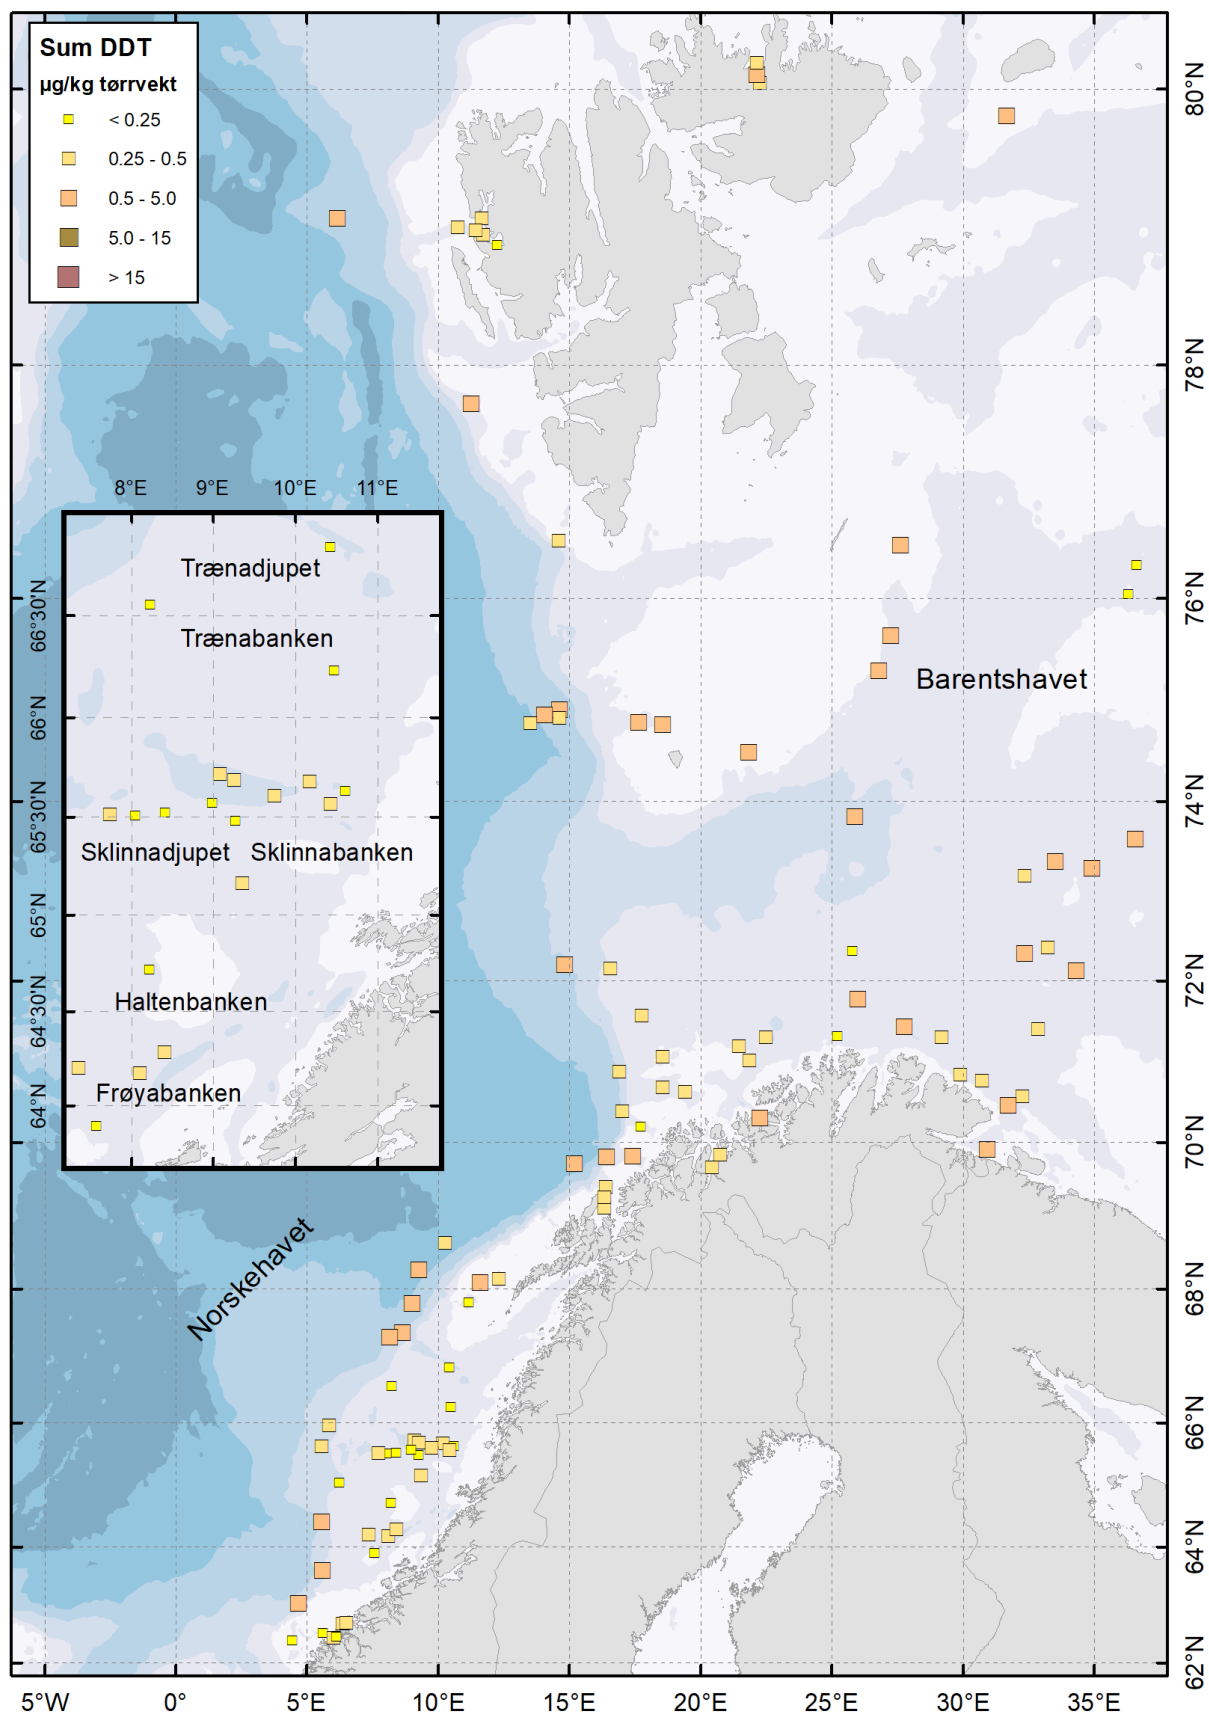 Sum DDT
µg/kg tørrvekt
< 0.25
0.25 - 0.5
0.5 - 5.0
5.0 - 15
> 15
80°N
78°N
76°N
74°N
72°N
70°N
68°N
66°N
64°N
62°N
8°E 9°E 10°E 11°E
66°30'N
66°N
65°30'N
65°N
64°30'N
64°N
Trænadjupet
Trænabanken
Sklinnadjupet Sklinnabanken
Haltenbanken
Frøyabanken
Barentshavet
Norskehavet
5°W 0° 5°E 10°E 15°E 20°E 25°E 30°E 35°E